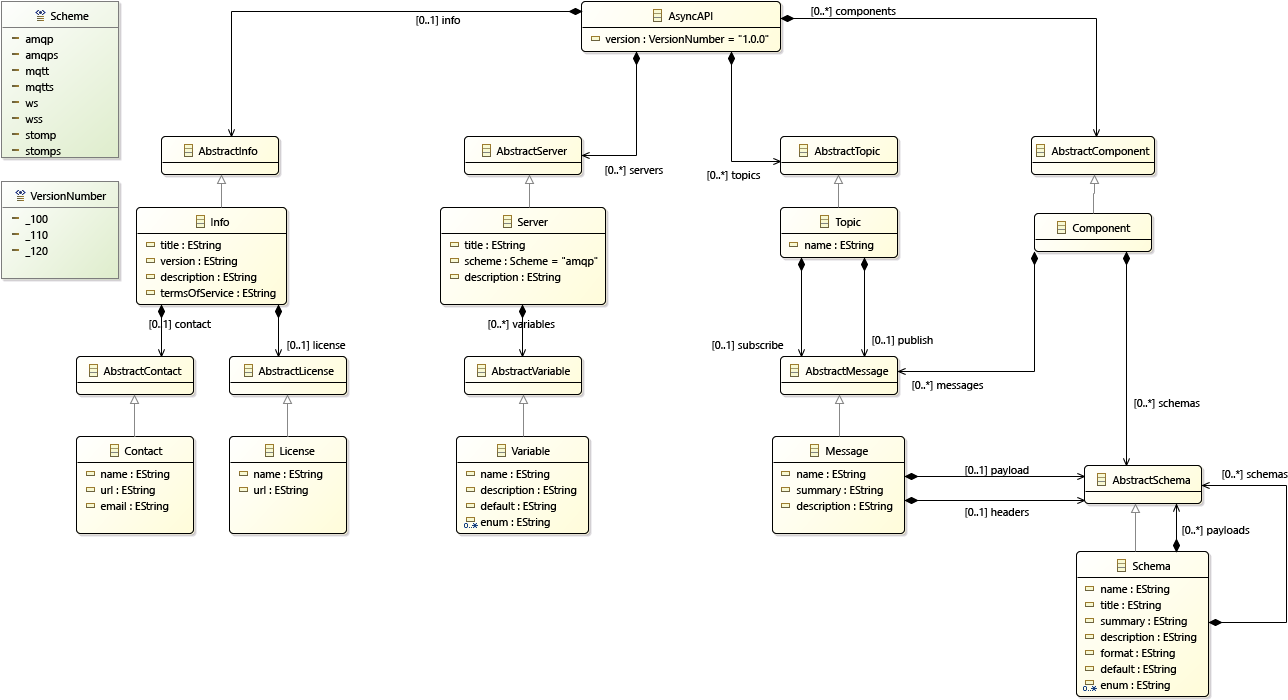 Scheme
amqp
amqps
mqtt
mqtts
ws
wss
stomp
stomps
VersionNumber
_100
_110
_120
AsyncAPI
version : VersionNumber = "1.0.0"
[0..1] info
[0..*] components
[0..*] servers
[0..*] topics
AbstractInfo
AbstractServer
AbstractTopic
AbstractComponent
Info
title : EString
version : EString
description : EString
termsOfService : EString
Server
title : EString
scheme : Scheme = "amqp"
description : EString
Topic
name : EString
Component
[0..1] contact
[0..1] license
[0..*] variables
[0..1] subscribe
[0..1] publish
[0..*] messages
[0..*] schemas
AbstractContact
AbstractLicense
AbstractVariable
AbstractMessage
Contact
name : EString
url : EString
email : EString
License
name : EString
url : EString
Variable
name : EString
description : EString
default : EString
0..*
enum : EString
Message
name : EString
summary : EString
description : EString
[0..1] payload
[0..1] headers
AbstractSchema
[0..*] schemas
[0..*] payloads
Schema
name : EString
title : EString
summary : EString
description : EString
format : EString
default : EString
0..*
enum : EString